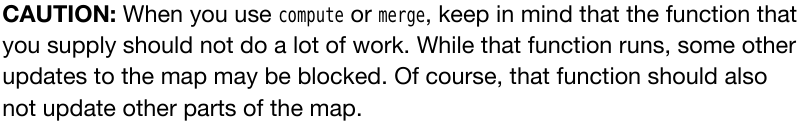 CAUTION: When you use compute or merge, keep in mind that the function that
you supply should not do a lot of work. While that function runs, some other
updates to the map may be blocked. Of course, that function should also
not update other parts of the map.